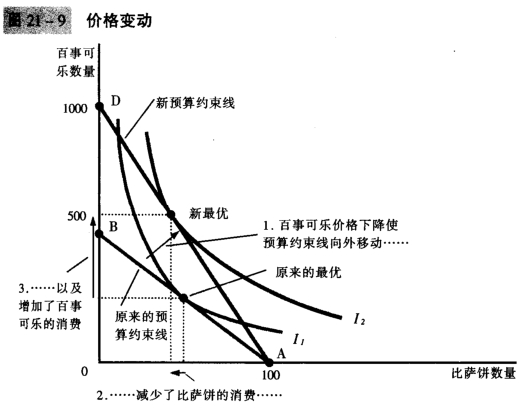 图 21-9 价格变动
百事可
乐数量
1000
D
新预算约束线
500
新最优
B
1. 百事可乐价格下降使
预算约束线向外移动……
原来的最优
3. ……以及
增加了百事
可乐的消费
原来的预
算约束线
I₁
I₂
A
0
100
比萨饼数量
2. ……减少了比萨饼的消费……